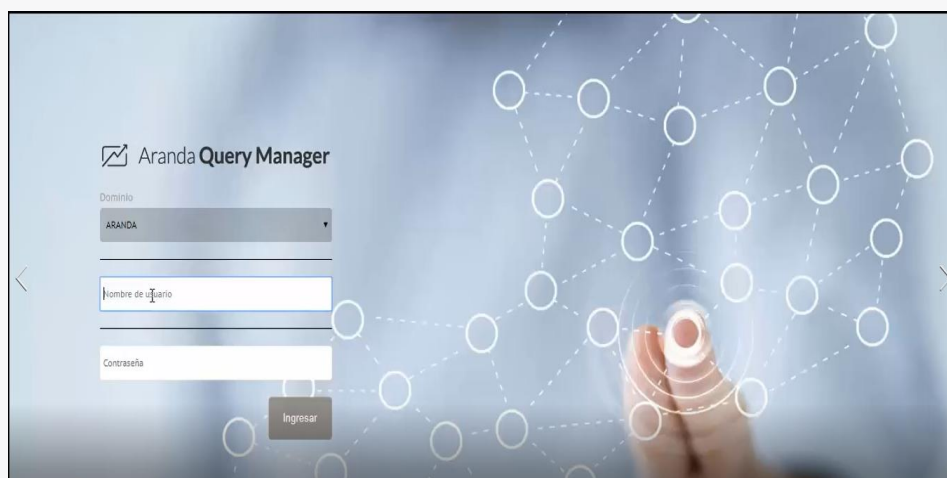 Aranda Query Manager
Dominio
ARANDA
Nombre de usuario
Contraseña
Ingresar